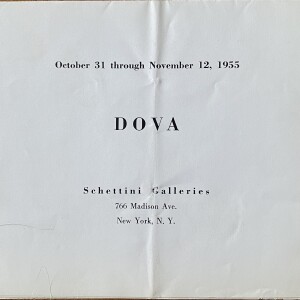 October 31 through November 12, 1955
DOVA
Schettini Galleries
766 Madison Ave.
New York, N. Y.